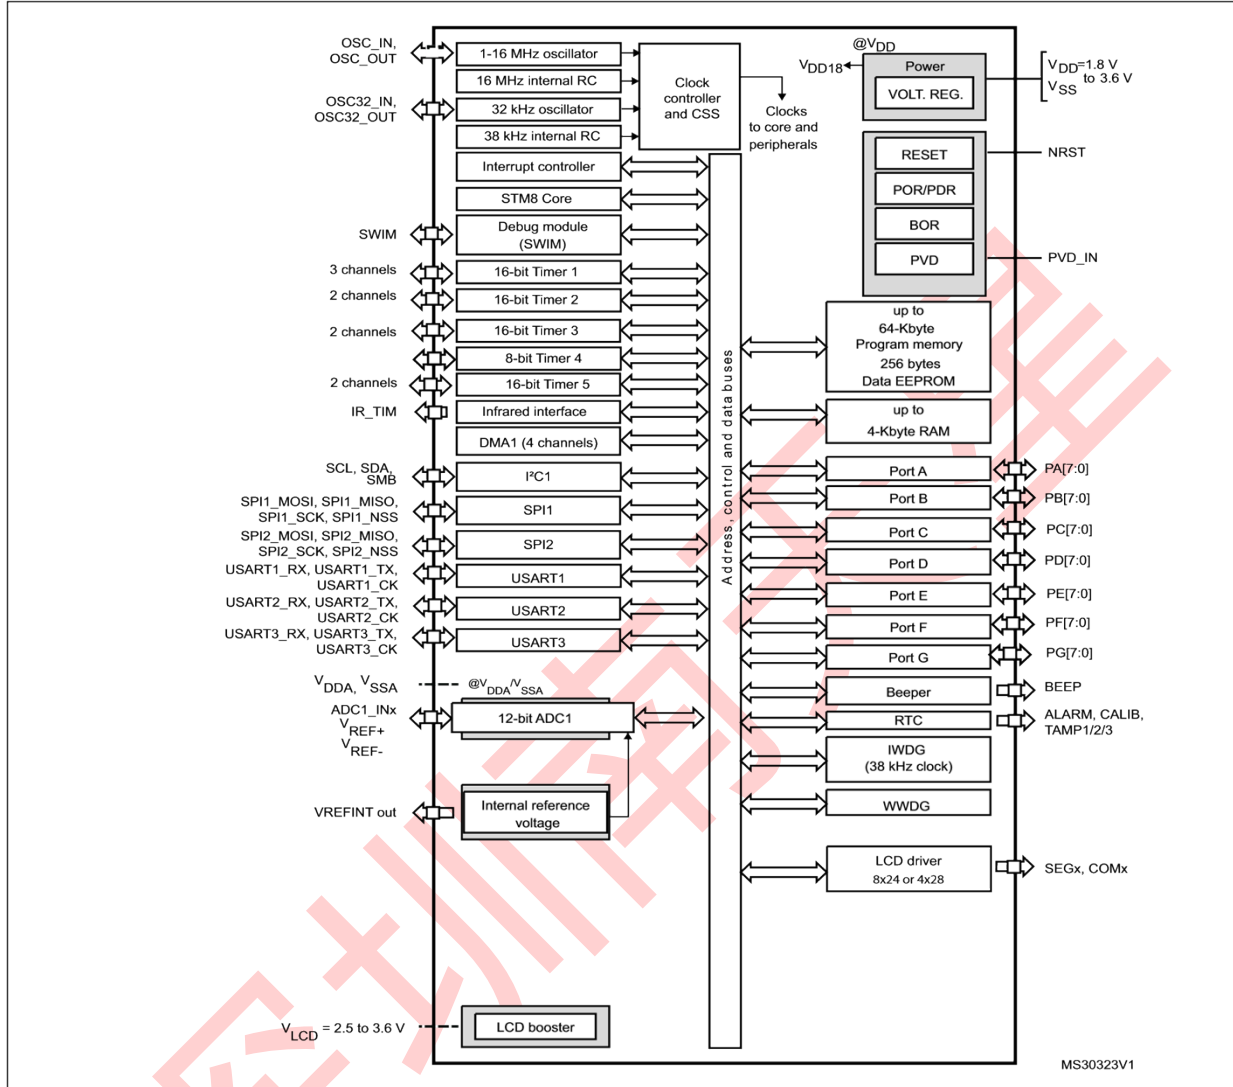 OSC_IN,
OSC_OUT
1-16 MHz oscillator
16 MHz internal RC
OSC32_IN,
OSC32_OUT
32 kHz oscillator
38 kHz internal RC
Clock
controller
and CSS
Clocks
to core and
peripherals
@VDD
VDD18
Power
VOLT. REG.
VDD=1.8 V
to 3.6 V
VSS
RESET
NRST
POR/PDR
BOR
PVD
PVD_IN
Interrupt controller
STM8 Core
SWIM
Debug module
(SWIM)
3 channels
16-bit Timer 1
2 channels
16-bit Timer 2
2 channels
16-bit Timer 3
8-bit Timer 4
2 channels
16-bit Timer 5
IR_TIM
Infrared interface
DMA1 (4 channels)
SCL, SDA,
SMB
I²C1
SPI1_MOSI, SPI1_MISO,
SPI1_SCK, SPI1_NSS
SPI1
SPI2_MOSI, SPI2_MISO,
SPI2_SCK, SPI2_NSS
SPI2
USART1_RX, USART1_TX,
USART1_CK
USART1
USART2_RX, USART2_TX,
USART2_CK
USART2
USART3_RX, USART3_TX,
USART3_CK
USART3
VDDA, VSSA
@VDDA/VSSA
ADC1_INx
VREF+
VREF-
12-bit ADC1
VREFINT out
Internal reference
voltage
VLCD = 2.5 to 3.6 V
LCD booster
Address, control and data buses
up to
64-Kbyte
Program memory
256 bytes
Data EEPROM
up to
4-Kbyte RAM
Port A
PA[7:0]
Port B
PB[7:0]
Port C
PC[7:0]
Port D
PD[7:0]
Port E
PE[7:0]
Port F
PF[7:0]
Port G
PG[7:0]
Beeper
BEEP
RTC
ALARM, CALIB,
TAMP1/2/3
IWDG
(38 kHz clock)
WWDG
LCD driver
8x24 or 4x28
SEGx, COMx
MS30323V1